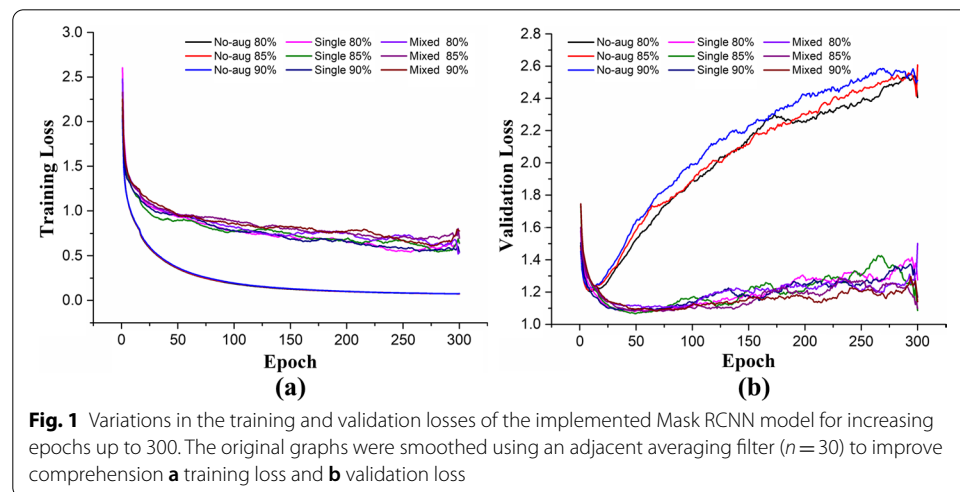 3.0
2.5
2.0
1.5
1.0
0.5
0.0
Training Loss
No-aug 80% Single 80% Mixed 80%
No-aug 85% Single 85% Mixed 85%
No-aug 90% Single 90% Mixed 90%
0 50 100 150 200 250 300
Epoch
(a)
2.8
2.6
2.4
2.2
2.0
1.8
1.6
1.4
1.2
1.0
Validation Loss
No-aug 80% Single 80% Mixed 80%
No-aug 85% Single 85% Mixed 85%
No-aug 90% Single 90% Mixed 90%
0 50 100 150 200 250 300
Epoch
(b)
Fig. 1 Variations in the training and validation losses of the implemented Mask RCNN model for increasing
epochs up to 300. The original graphs were smoothed using an adjacent averaging filter (n = 30) to improve
comprehension a training loss and b validation loss